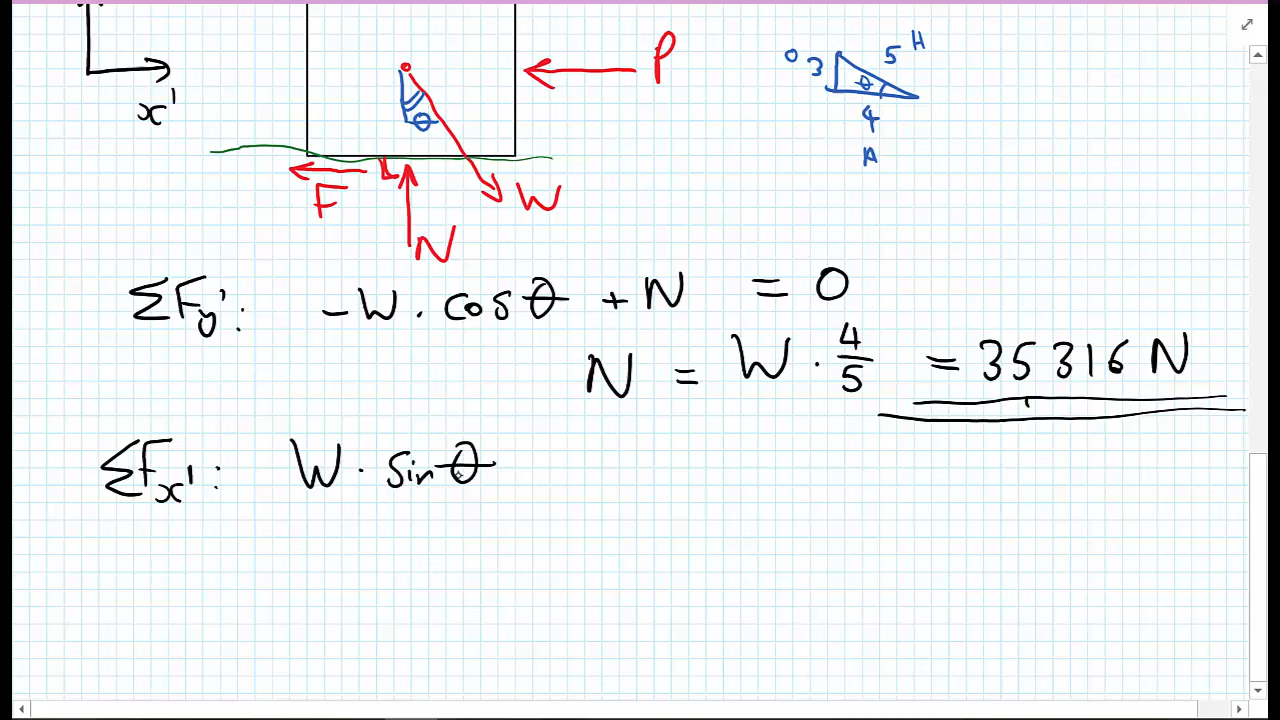 x'
P
O 3 5 H
θ
4
A
θ
F
W
N
ΣFy': -W · cosθ +N = 0
N = W · 4/5 = 35316 N
ΣFx': W · sinθ